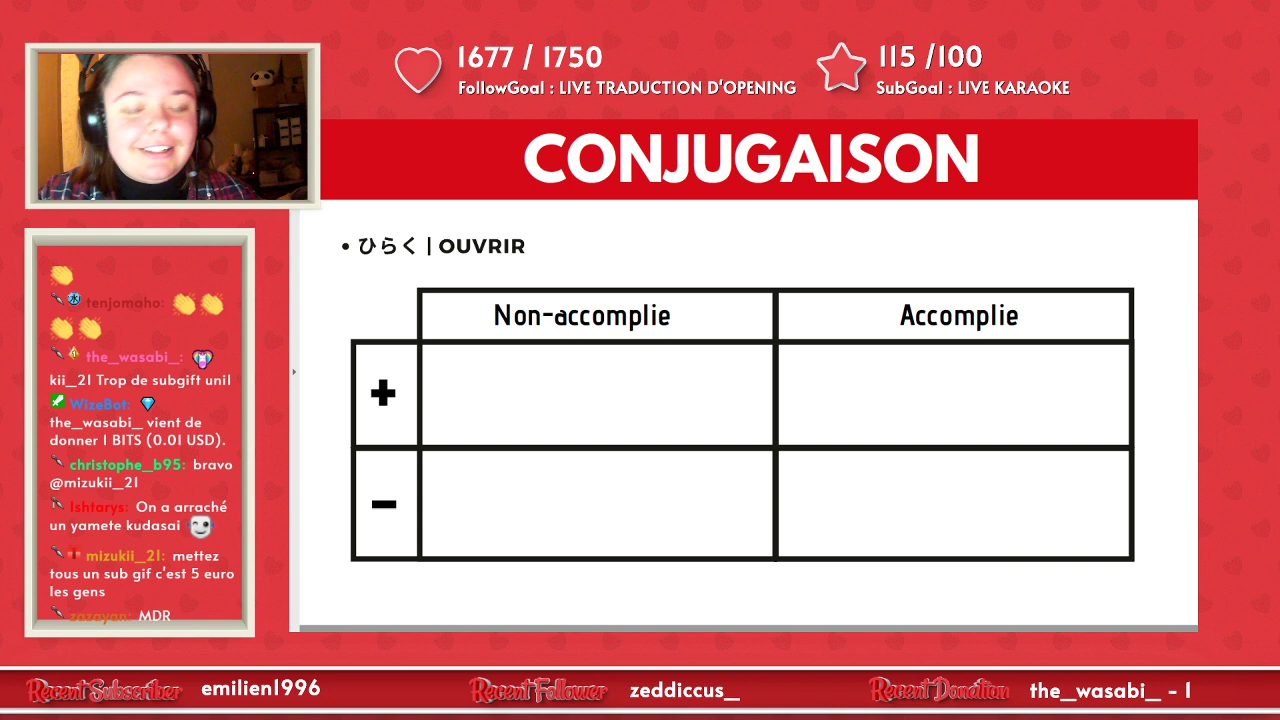 1677 / 1750
FollowGoal : LIVE TRADUCTION D'OPENING
115 /100
SubGoal : LIVE KARAOKE
CONJUGAISON
• ひらく | OUVRIR
Non-accomplie
Accomplie
+
-
tenjomaho:
the_wasabi_:
kii_21 Trop de subgift unil
WizeBot:
the_wasabi_ vient de
donner 1 BITS (0.01 USD).
christophe_b95: bravo
@mizukii_21
Ishtarys: On a arraché
un yamete kudasai
mizukii_21: mettez
tous un sub gif c'est 5 euro
les gens
zazayan: MDR
Recent Subscriber
emilien1996
Recent Follower
zeddiccus_
Recent Donation
the_wasabi_ - 1